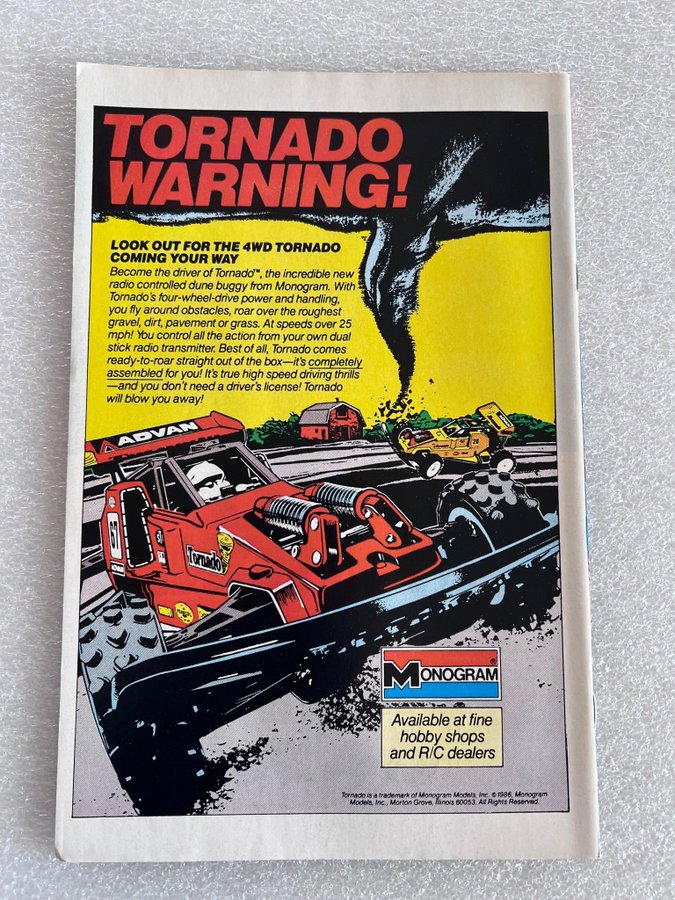 TORNADO
WARNING!
LOOK OUT FOR THE 4WD TORNADO
COMING YOUR WAY
Become the driver of Tornado™, the incredible new
radio controlled dune buggy from Monogram. With
Tornado's four-wheel-drive power and handling,
you fly around obstacles, roar over the roughest
gravel, dirt, pavement or grass. At speeds over 25
mph! You control all the action from your own dual
stick radio transmitter. Best of all, Tornado comes
ready-to-roar straight out of the box—it's completely
assembled for you! It's true high speed driving thrills
—and you don't need a driver's license! Tornado
will blow you away!
ADVAN
67
ADVAN
Tornado
MONOGRAM®
Available at fine
hobby shops
and R/C dealers
Tornado is a trademark of Monogram Models, Inc. © 1986, Monogram
Models, Inc., Morton Grove, Illinois 60053. All Rights Reserved.